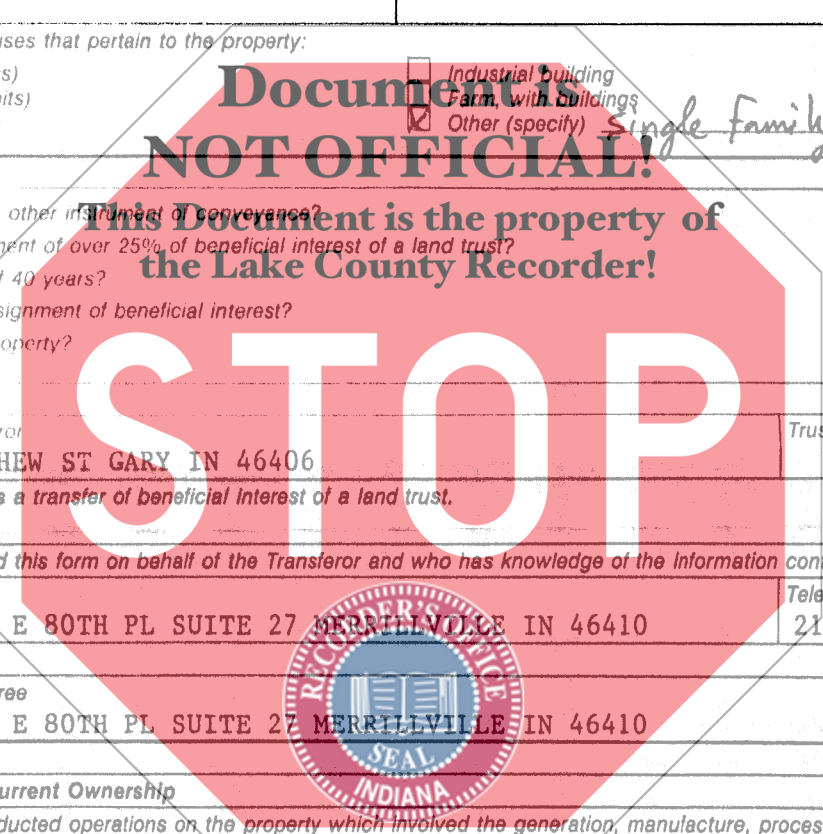 uses that pertain to the property:
Document is
NOT OFFICIAL!
This Document is the property of
the Lake County Recorder!
s)
Industrial building
its)
Farm, with buildings
Other (specify) Single Famil
other instrument of conveyance?
ment of over 25% of beneficial interest of a land trust?
f 40 years?
signment of beneficial interest?
operty?
STOP
ror
Trus
HEW ST GARY IN 46406
s a transfer of beneficial interest of a land trust.
d this form on behalf of the Transferor and who has knowledge of the Information cont
Tele
E 80TH PL SUITE 27 MERRILLVILLE IN 46410
21
RECORDER'S OFFICE
SEAL
INDIANA
ree
E 80TH PL SUITE 27 MERRILLVILLE IN 46410
urrent Ownership
ducted operations on the property which involved the generation, manufacture, proces